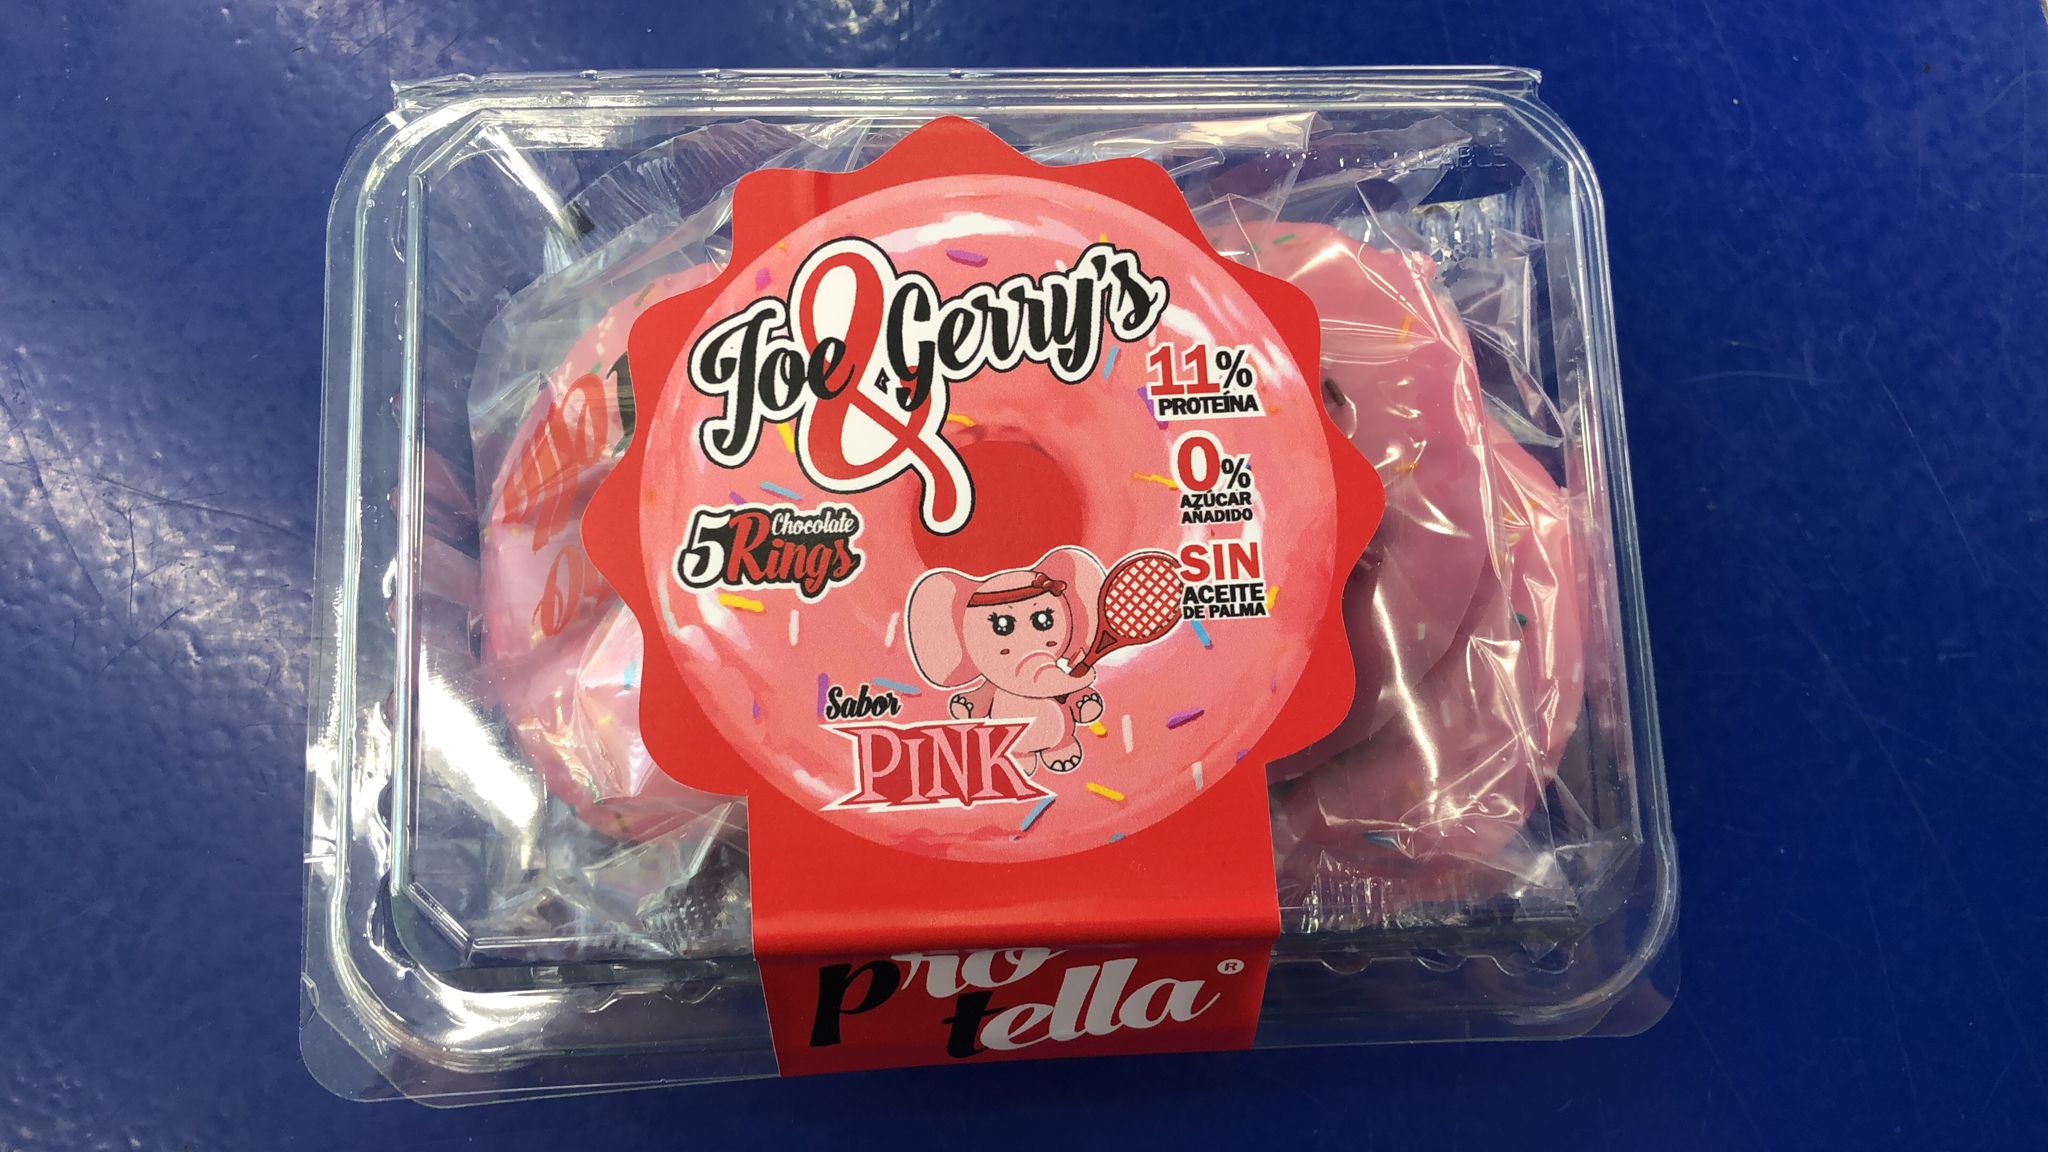 Joe & Gerry's
11%
PROTEÍNA
0%
AZÚCAR
AÑADIDO
SIN
ACEITE
DE PALMA
5 Chocolate
Rings
Sabor
PINK
pro
tella®